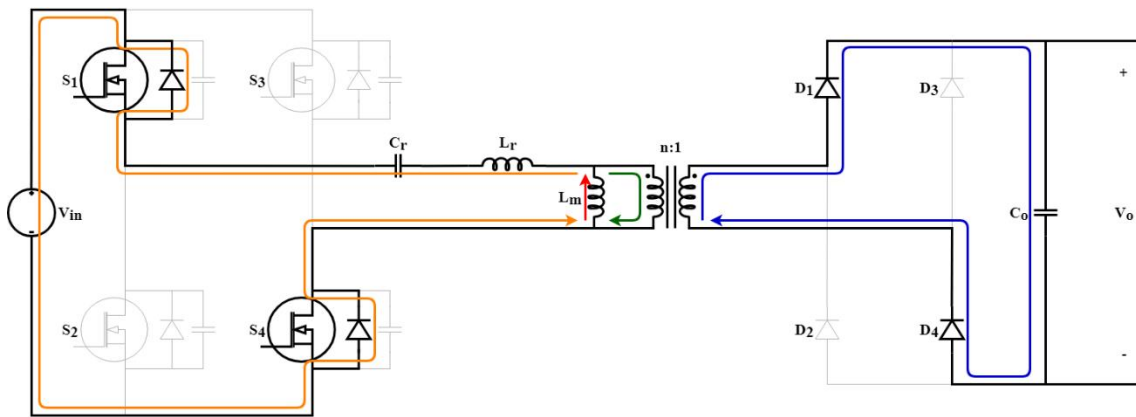 S1
S3
D1
D3
+
Cr
Lr
n:1
+
-
Vin
Lm
Co
Vo
S2
S4
D2
D4
-